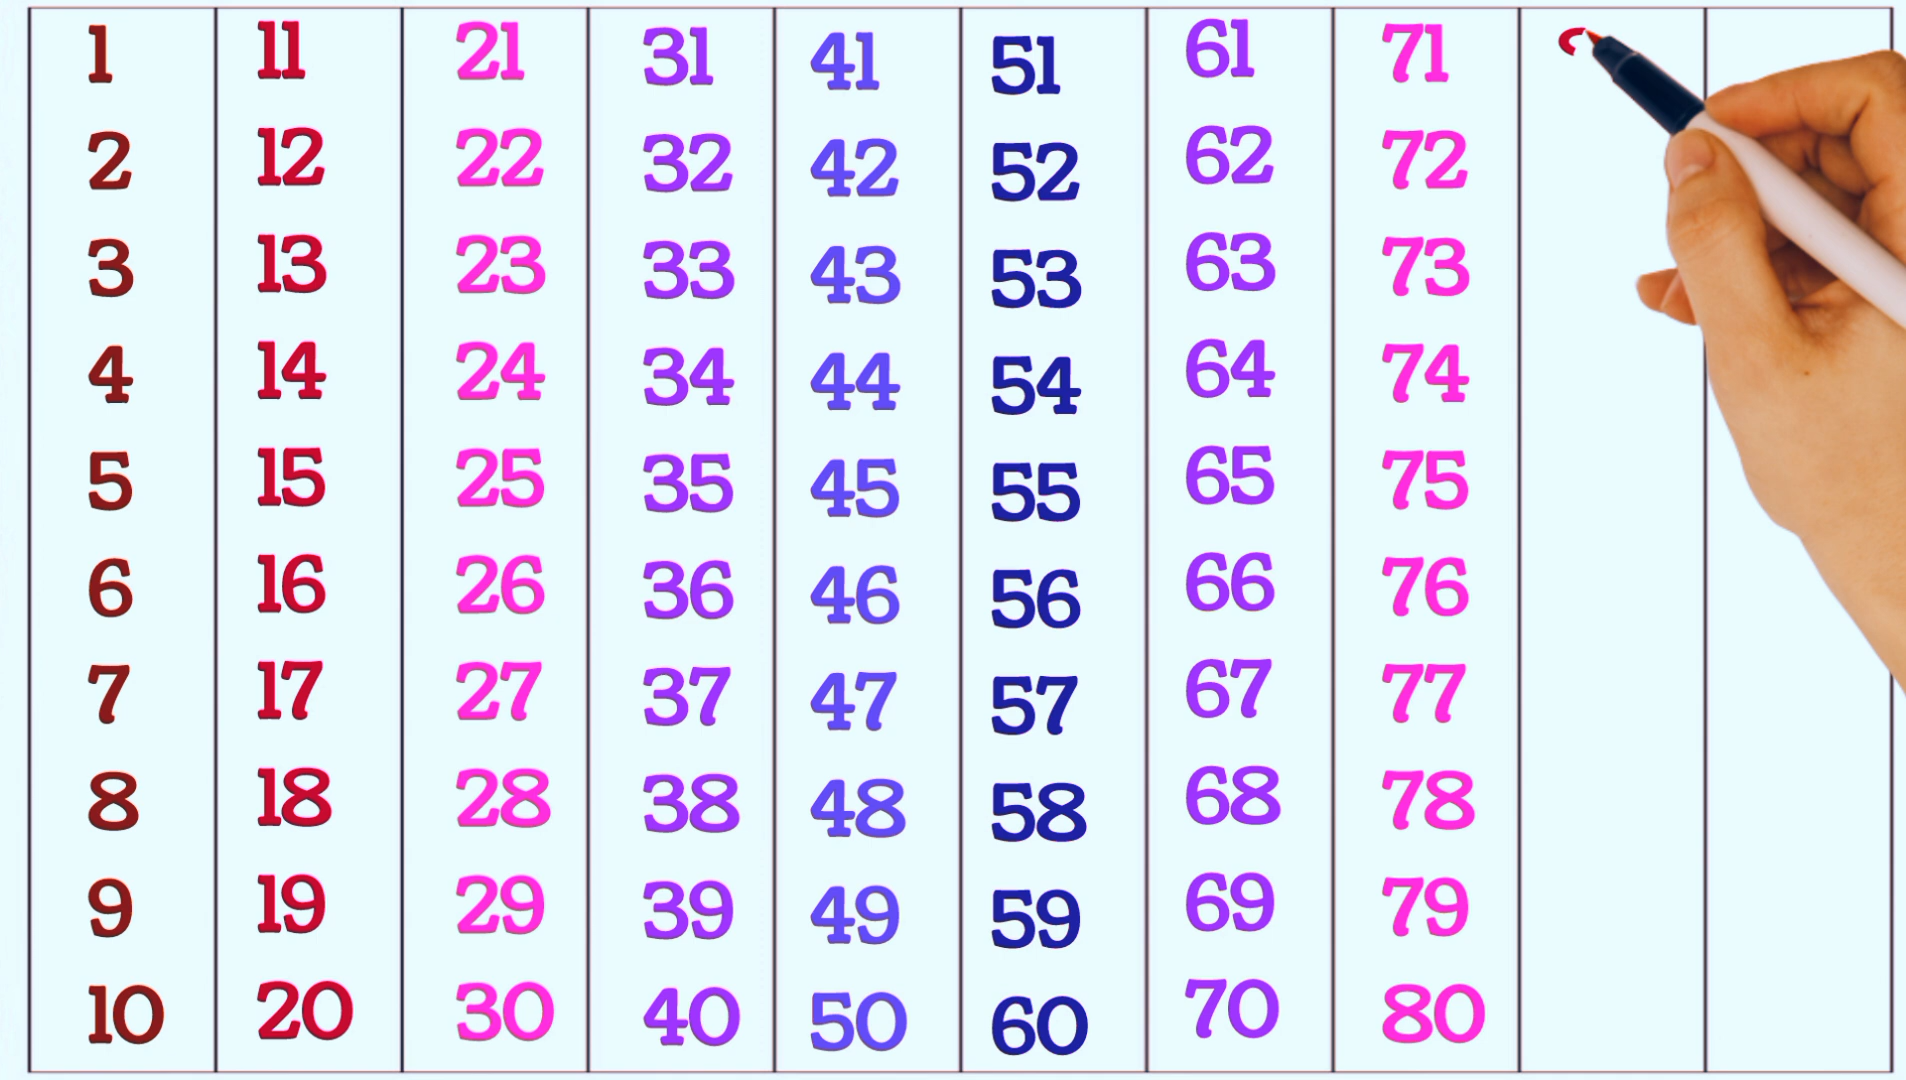 1 11 21 31 41 51 61 71
2 12 22 32 42 52 62 72
3 13 23 33 43 53 63 73
4 14 24 34 44 54 64 74
5 15 25 35 45 55 65 75
6 16 26 36 46 56 66 76
7 17 27 37 47 57 67 77
8 18 28 38 48 58 68 78
9 19 29 39 49 59 69 79
10 20 30 40 50 60 70 80